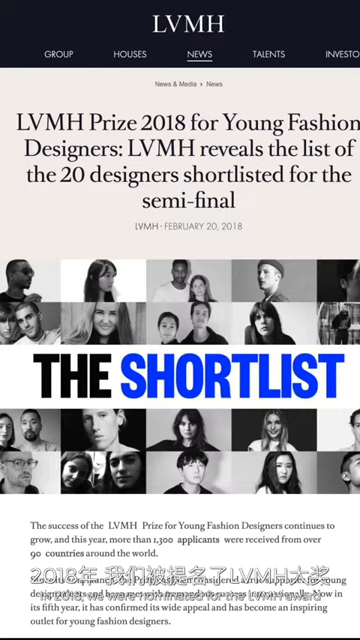 LVMH
GROUP HOUSES NEWS TALENTS INVESTO
News & Media › News
LVMH Prize 2018 for Young Fashion
Designers: LVMH reveals the list of
the 20 designers shortlisted for the
semi-final
LVMH · FEBRUARY 20, 2018
THE SHORTLIST
The success of the LVMH Prize for Young Fashion Designers continues to
grow, and this year, more than 1,300 applicants were received from over
90 countries around the world.
2018年 我们被提名了LVMH大奖
In 2018, we were nominated for the LVMH award
its fifth year, it has confirmed its wide appeal and has become an inspiring
outlet for young fashion designers.